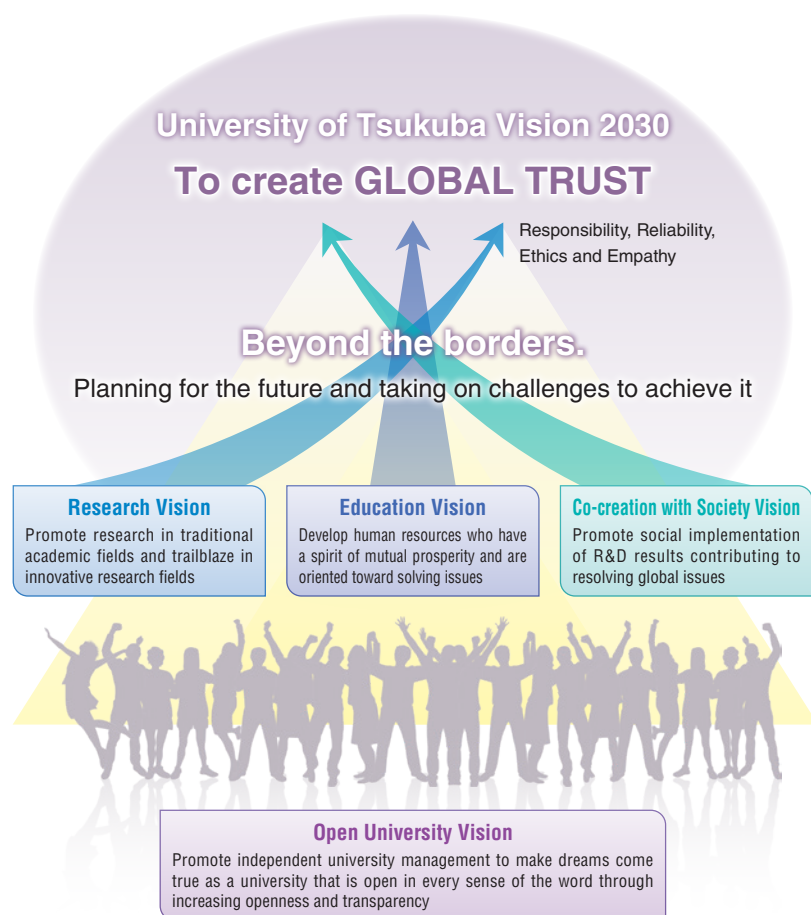 University of Tsukuba Vision 2030
To create GLOBAL TRUST
Responsibility, Reliability,
Ethics and Empathy
Beyond the borders.
Planning for the future and taking on challenges to achieve it
Research Vision
Promote research in traditional
academic fields and trailblaze in
innovative research fields
Education Vision
Develop human resources who have
a spirit of mutual prosperity and are
oriented toward solving issues
Co-creation with Society Vision
Promote social implementation
of R&D results contributing to
resolving global issues
Open University Vision
Promote independent university management to make dreams come
true as a university that is open in every sense of the word through
increasing openness and transparency